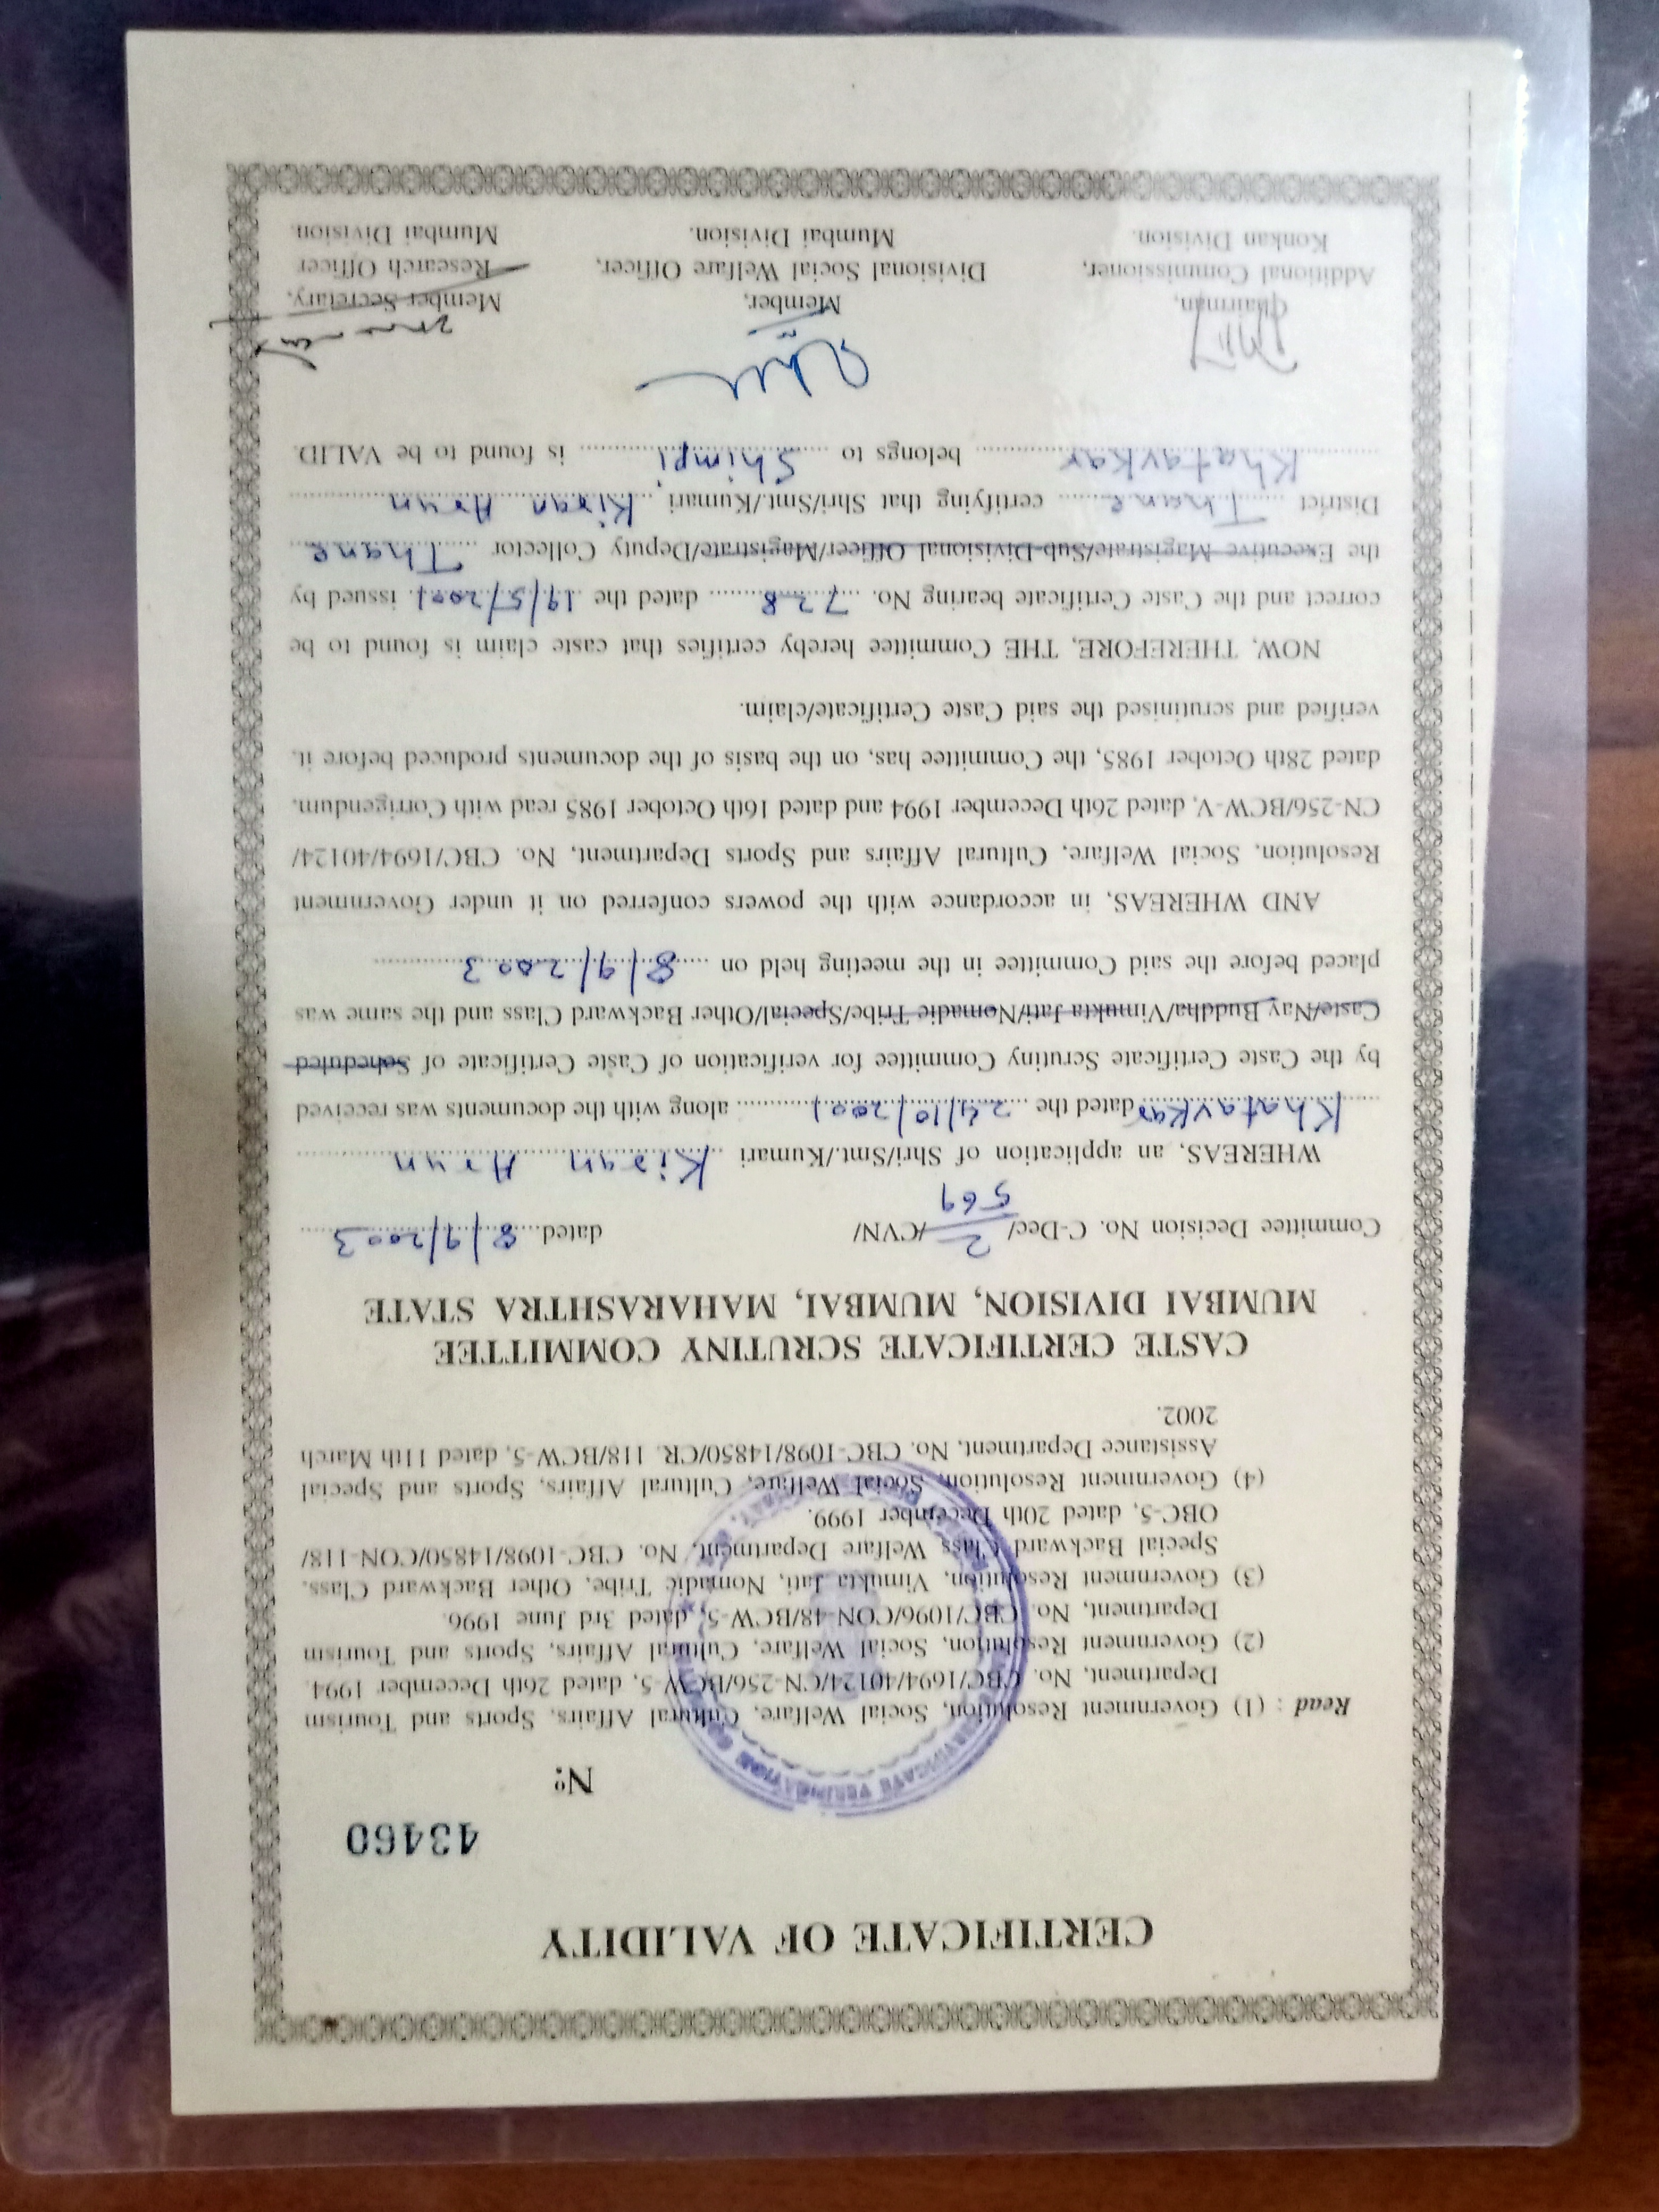 CERTIFICATE OF VALIDITY
43460
Nº
Read : (1) Government Resolution, Social Welfare, Cultural Affairs, Sports and Tourism
Department, No. CBC/1694/40124/CN-256/BCW-5, dated 26th December 1994.
(2) Government Resolution, Social Welfare, Cultural Affairs, Sports and Tourism
Department, No. CBC/1096/CON-48/BCW-5, dated 3rd June 1996.
(3) Government Resolution, Vimukta Jati, Nomadic Tribe, Other Backward Class,
Special Backward Class Welfare Department, No. CBC-1098/14850/CON-118/
OBC-5, dated 20th December 1999.
(4) Government Resolution, Social Welfare, Cultural Affairs, Sports and Special
Assistance Department, No. CBC-1098/14850/CR. 118/BCW-5, dated 11th March
2002.
CERTIFICATE VERIFICATION
CASTE CERTIFICATE SCRUTINY COMMITTEE
MUMBAI DIVISION, MUMBAI, MAHARASHTRA STATE
Committee Decision No. C-Dec/ 2/569 /CVN/ dated 8/9/2003
WHEREAS, an application of Shri/Smt./Kumari Kiran Arun
Khatavkar dated the 24/10/2001 along with the documents was received
by the Caste Certificate Scrutiny Committee for verification of Caste Certificate of Scheduled
Caste/Nav Buddha/Vimukta Jati/Nomadic Tribe/Special/Other Backward Class and the same was
placed before the said Committee in the meeting held on 8/9/2003
AND WHEREAS, in accordance with the powers conferred on it under Government
Resolution, Social Welfare, Cultural Affairs and Sports Department, No. CBC/1694/40124/
CN-256/BCW-V, dated 26th December 1994 and dated 16th October 1985 read with Corrigendum,
dated 28th October 1985, the Committee has, on the basis of the documents produced before it,
verified and scrutinised the said Caste Certificate/claim.
NOW, THEREFORE, THE Committee hereby certifies that caste claim is found to be
correct and the Caste Certificate bearing No. 728 dated the 19/5/2001 issued by
the Executive Magistrate/Sub-Divisional Officer/Magistrate/Deputy Collector Thane
District Thane certifying that Shri/Smt./Kumari Kiran Arun
Khatavkar belongs to Shimpi is found to be VALID.
Chairman, Member, Member Secretary,
Additional Commissioner, Divisional Social Welfare Officer, Research Officer
Konkan Division. Mumbai Division. Mumbai Division.